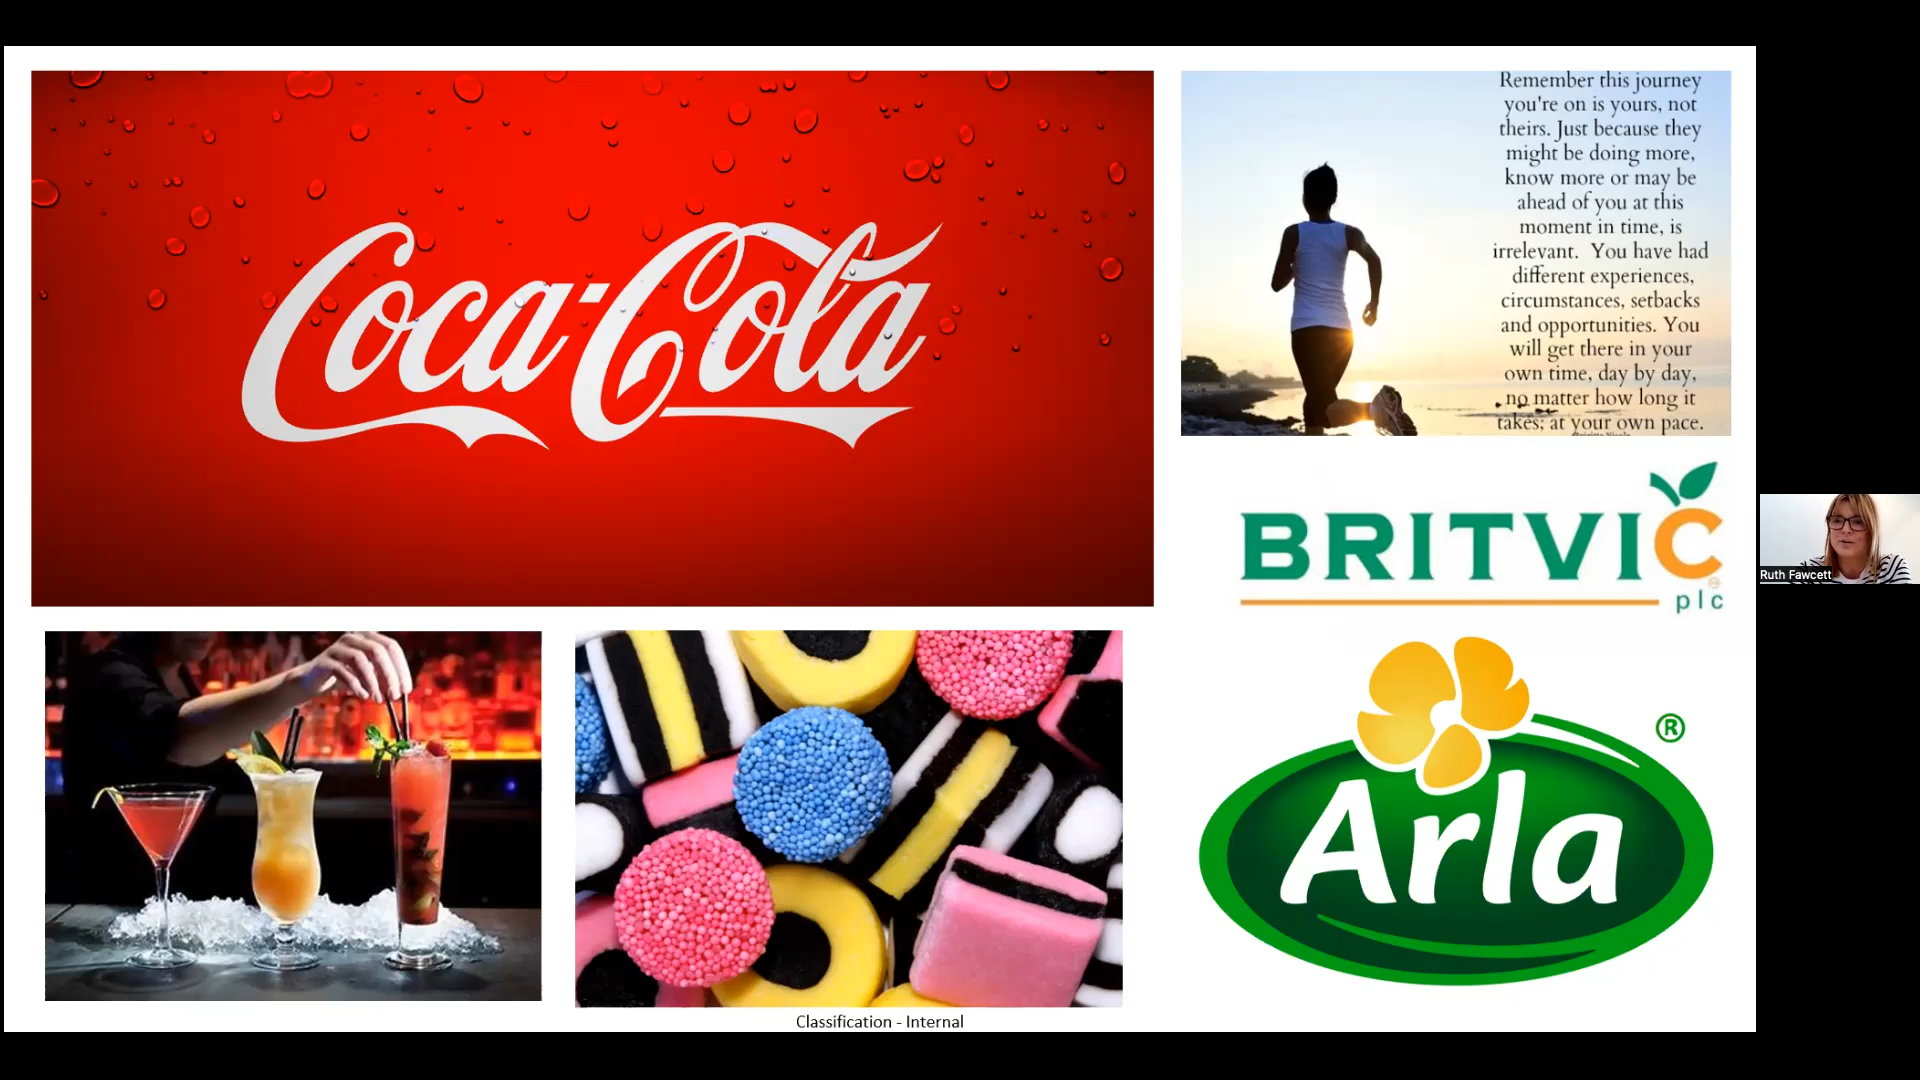 Coca-Cola
Remember this journey
you're on is yours, not
theirs. Just because they
might be doing more,
know more or may be
ahead of you at this
moment in time, is
irrelevant.  You have had
different experiences,
circumstances, setbacks
and opportunities. You
will get there in your
own time, day by day,
no matter how long it
takes; at your own pace.
BRITVIC
plc
Arla
®
Classification - Internal
Ruth Fawcett